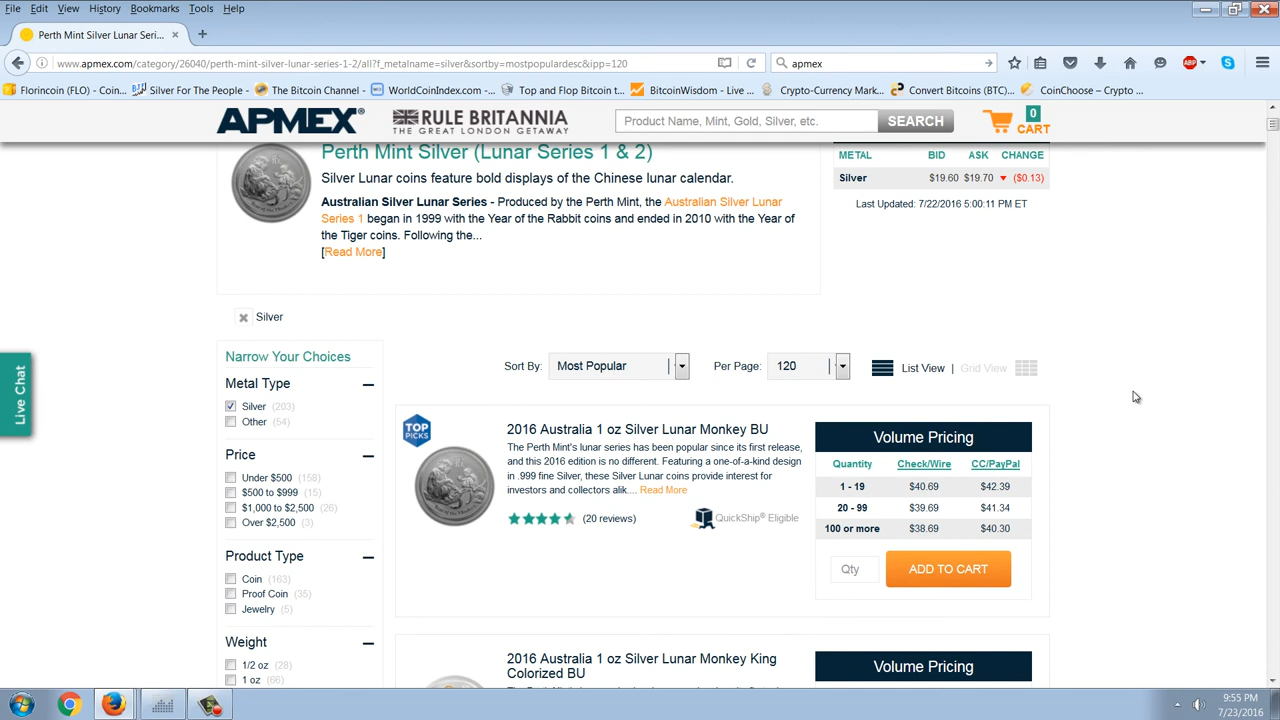 File Edit View History Bookmarks Tools Help
Perth Mint Silver Lunar Seri...
www.apmex.com/category/26040/perth-mint-silver-lunar-series-1-2/all?f_metalname=silver&sortby=mostpopulardesc&ipp=120
apmex
ABP
Florincoin (FLO) - Coin... Silver For The People - ... The Bitcoin Channel - ... WorldCoinIndex.com -... Top and Flop Bitcoin t... BitcoinWisdom - Live ... Crypto-Currency Mark... Convert Bitcoins (BTC)... CoinChoose – Crypto ...
APMEX
RULE BRITANNIA
THE GREAT LONDON GETAWAY
Product Name, Mint, Gold, Silver, etc.
SEARCH
0
CART
Perth Mint Silver (Lunar Series 1 & 2)
Silver Lunar coins feature bold displays of the Chinese lunar calendar.
Australian Silver Lunar Series - Produced by the Perth Mint, the Australian Silver Lunar
Series 1 began in 1999 with the Year of the Rabbit coins and ended in 2010 with the Year of
the Tiger coins. Following the...
[Read More]
METAL BID ASK CHANGE
Silver $19.60 $19.70 ($0.13)
Last Updated: 7/22/2016 5:00:11 PM ET
Silver
Live Chat
Narrow Your Choices
Metal Type
Silver (203)
Other (54)
Price
Under $500 (158)
$500 to $999 (15)
$1,000 to $2,500 (26)
Over $2,500 (3)
Product Type
Coin (163)
Proof Coin (35)
Jewelry (5)
Weight
1/2 oz (28)
1 oz (66)
Sort By: Most Popular Per Page: 120 List View | Grid View
TOP
PICKS
2016 Australia 1 oz Silver Lunar Monkey BU
The Perth Mint's lunar series has been popular since its first release,
and this 2016 edition is no different. Featuring a one-of-a-kind design
in .999 fine Silver, these Silver Lunar coins provide interest for
investors and collectors alik.... Read More
(20 reviews)
QuickShip® Eligible
Volume Pricing
Quantity Check/Wire CC/PayPal
1 - 19 $40.69 $42.39
20 - 99 $39.69 $41.34
100 or more $38.69 $40.30
Qty
ADD TO CART
2016 Australia 1 oz Silver Lunar Monkey King
Colorized BU
Volume Pricing
9:55 PM
7/23/2016